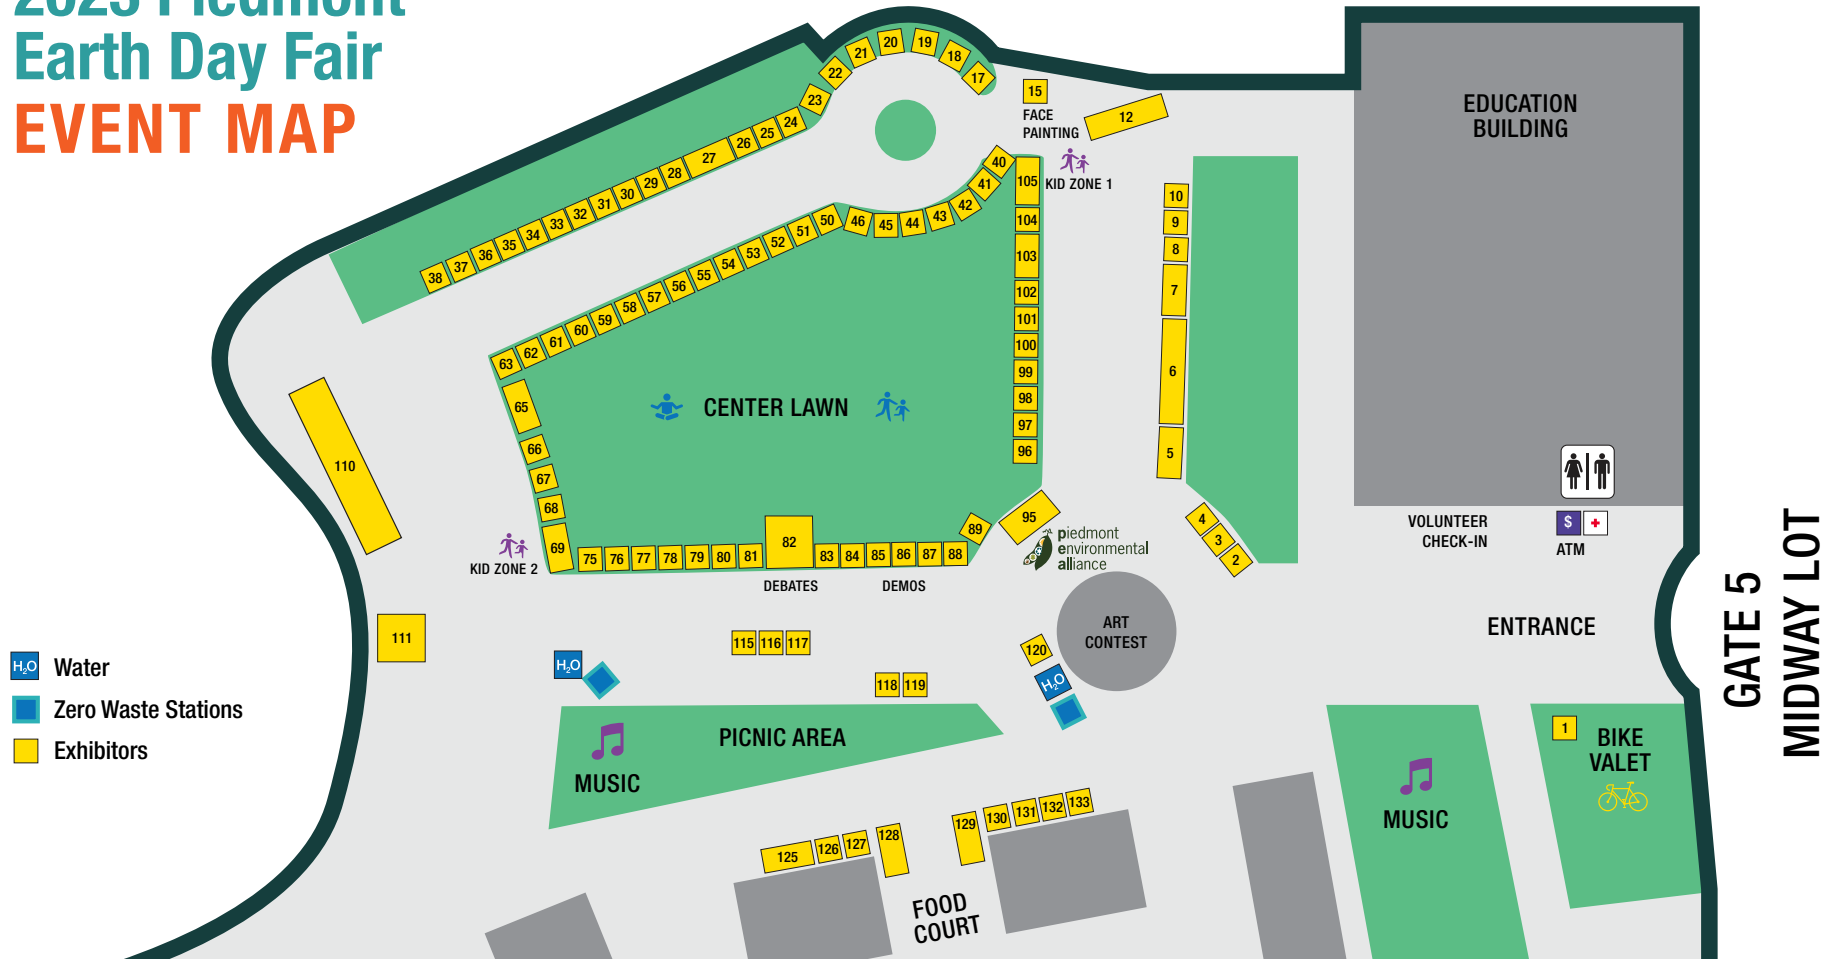 2023 Piedmont
Earth Day Fair
EVENT MAP
20
19
21
18
22
17
23
15
FACE
PAINTING
12
24
25
26
27
28
29
30
31
32
33
34
35
36
37
38
EDUCATION
BUILDING
40
41
42
43
44
45
46
50
51
52
53
54
55
56
57
58
59
60
61
62
63
KID ZONE 1
105
104
103
102
101
100
99
98
97
96
10
9
8
7
6
5
4
3
2
65
66
67
68
69
CENTER LAWN
110
KID ZONE 2
75
76
77
78
79
80
81
82
83
84
85
86
87
88
89
95
DEBATES
DEMOS
piedmont
environmental
alliance
VOLUNTEER
CHECK-IN
$
ATM
ENTRANCE
GATE 5
MIDWAY LOT
ART
CONTEST
111
115
116
117
118
119
120
H₂O
H₂O
H₂O
Water
Zero Waste Stations
Exhibitors
PICNIC AREA
MUSIC
MUSIC
1
BIKE
VALET
125
126
127
128
129
130
131
132
133
FOOD
COURT